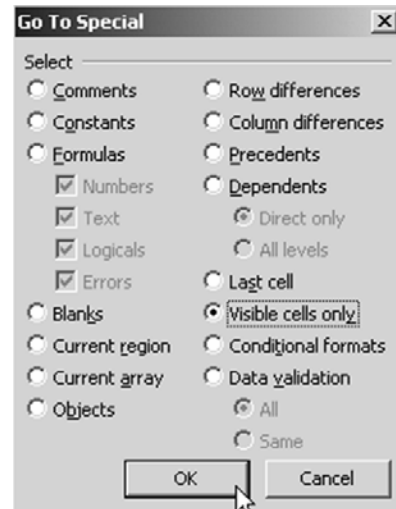 Go To Special
Select
Comments
Constants
Formulas
Numbers
Text
Logicals
Errors
Blanks
Current region
Current array
Objects
Row differences
Column differences
Precedents
Dependents
Direct only
All levels
Last cell
Visible cells only
Conditional formats
Data validation
All
Same
OK
Cancel